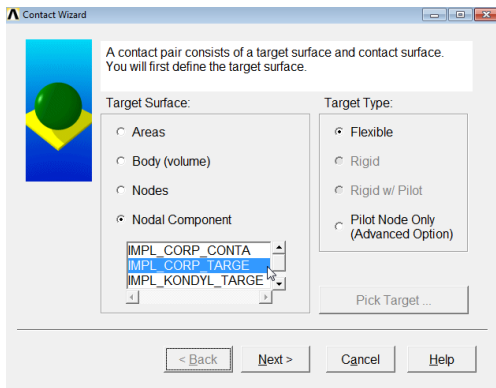 Contact Wizard
A contact pair consists of a target surface and contact surface.
You will first define the target surface.
Target Surface:
Target Type:
Areas
Body (volume)
Nodes
Nodal Component
IMPL_CORP_CONTA
IMPL_CORP_TARGE
IMPL_KONDYL_TARGE
Flexible
Rigid
Rigid w/ Pilot
Pilot Node Only
(Advanced Option)
Pick Target ...
< Back
Next >
Cancel
Help